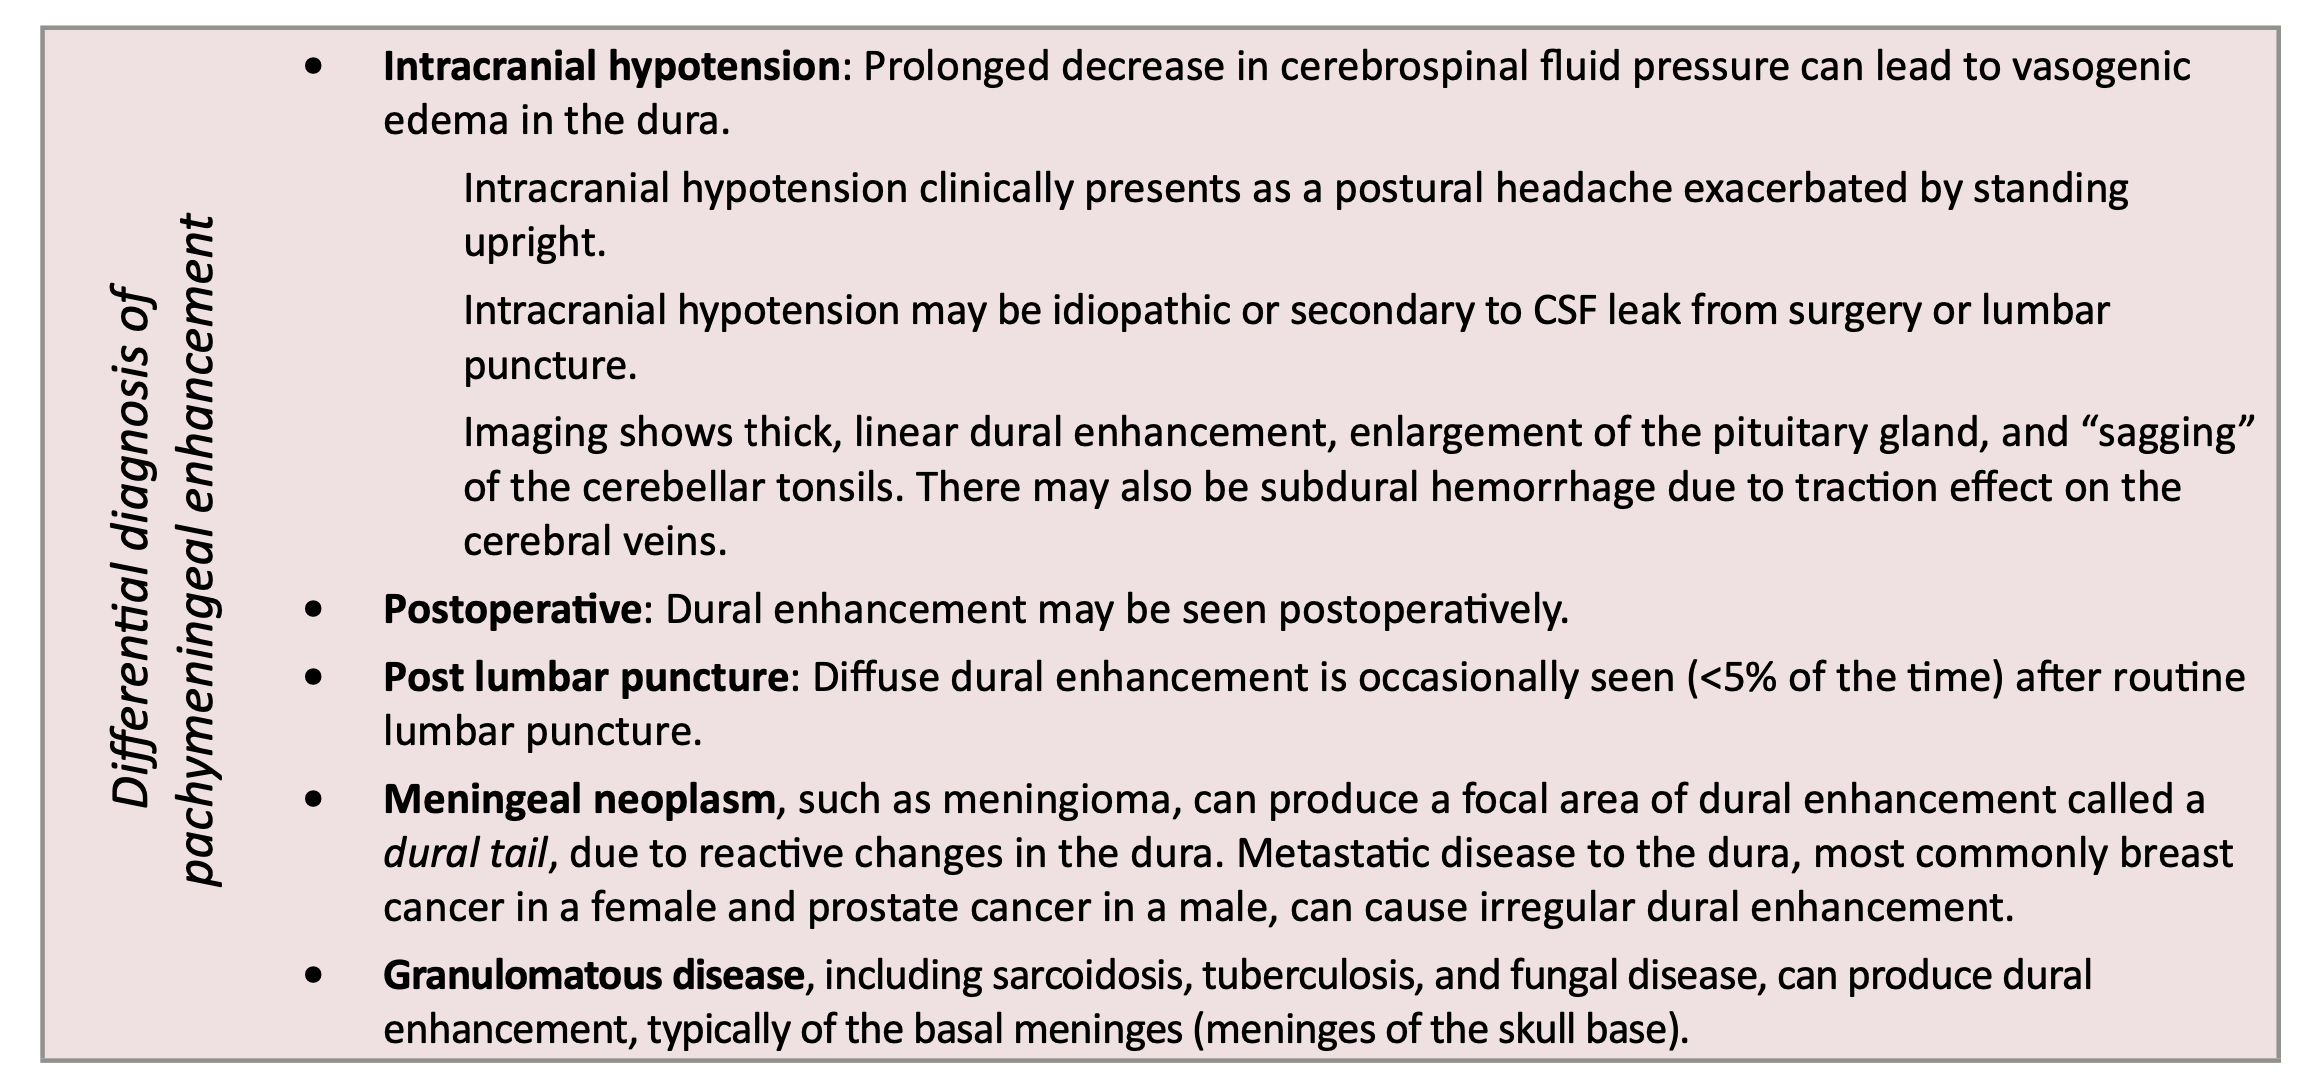 Differential diagnosis of
pachymeningeal enhancement
• Intracranial hypotension: Prolonged decrease in cerebrospinal fluid pressure can lead to vasogenic
edema in the dura.
Intracranial hypotension clinically presents as a postural headache exacerbated by standing
upright.
Intracranial hypotension may be idiopathic or secondary to CSF leak from surgery or lumbar
puncture.
Imaging shows thick, linear dural enhancement, enlargement of the pituitary gland, and “sagging”
of the cerebellar tonsils. There may also be subdural hemorrhage due to traction effect on the
cerebral veins.
• Postoperative: Dural enhancement may be seen postoperatively.
• Post lumbar puncture: Diffuse dural enhancement is occasionally seen (<5% of the time) after routine
lumbar puncture.
• Meningeal neoplasm, such as meningioma, can produce a focal area of dural enhancement called a
dural tail, due to reactive changes in the dura. Metastatic disease to the dura, most commonly breast
cancer in a female and prostate cancer in a male, can cause irregular dural enhancement.
• Granulomatous disease, including sarcoidosis, tuberculosis, and fungal disease, can produce dural
enhancement, typically of the basal meninges (meninges of the skull base).